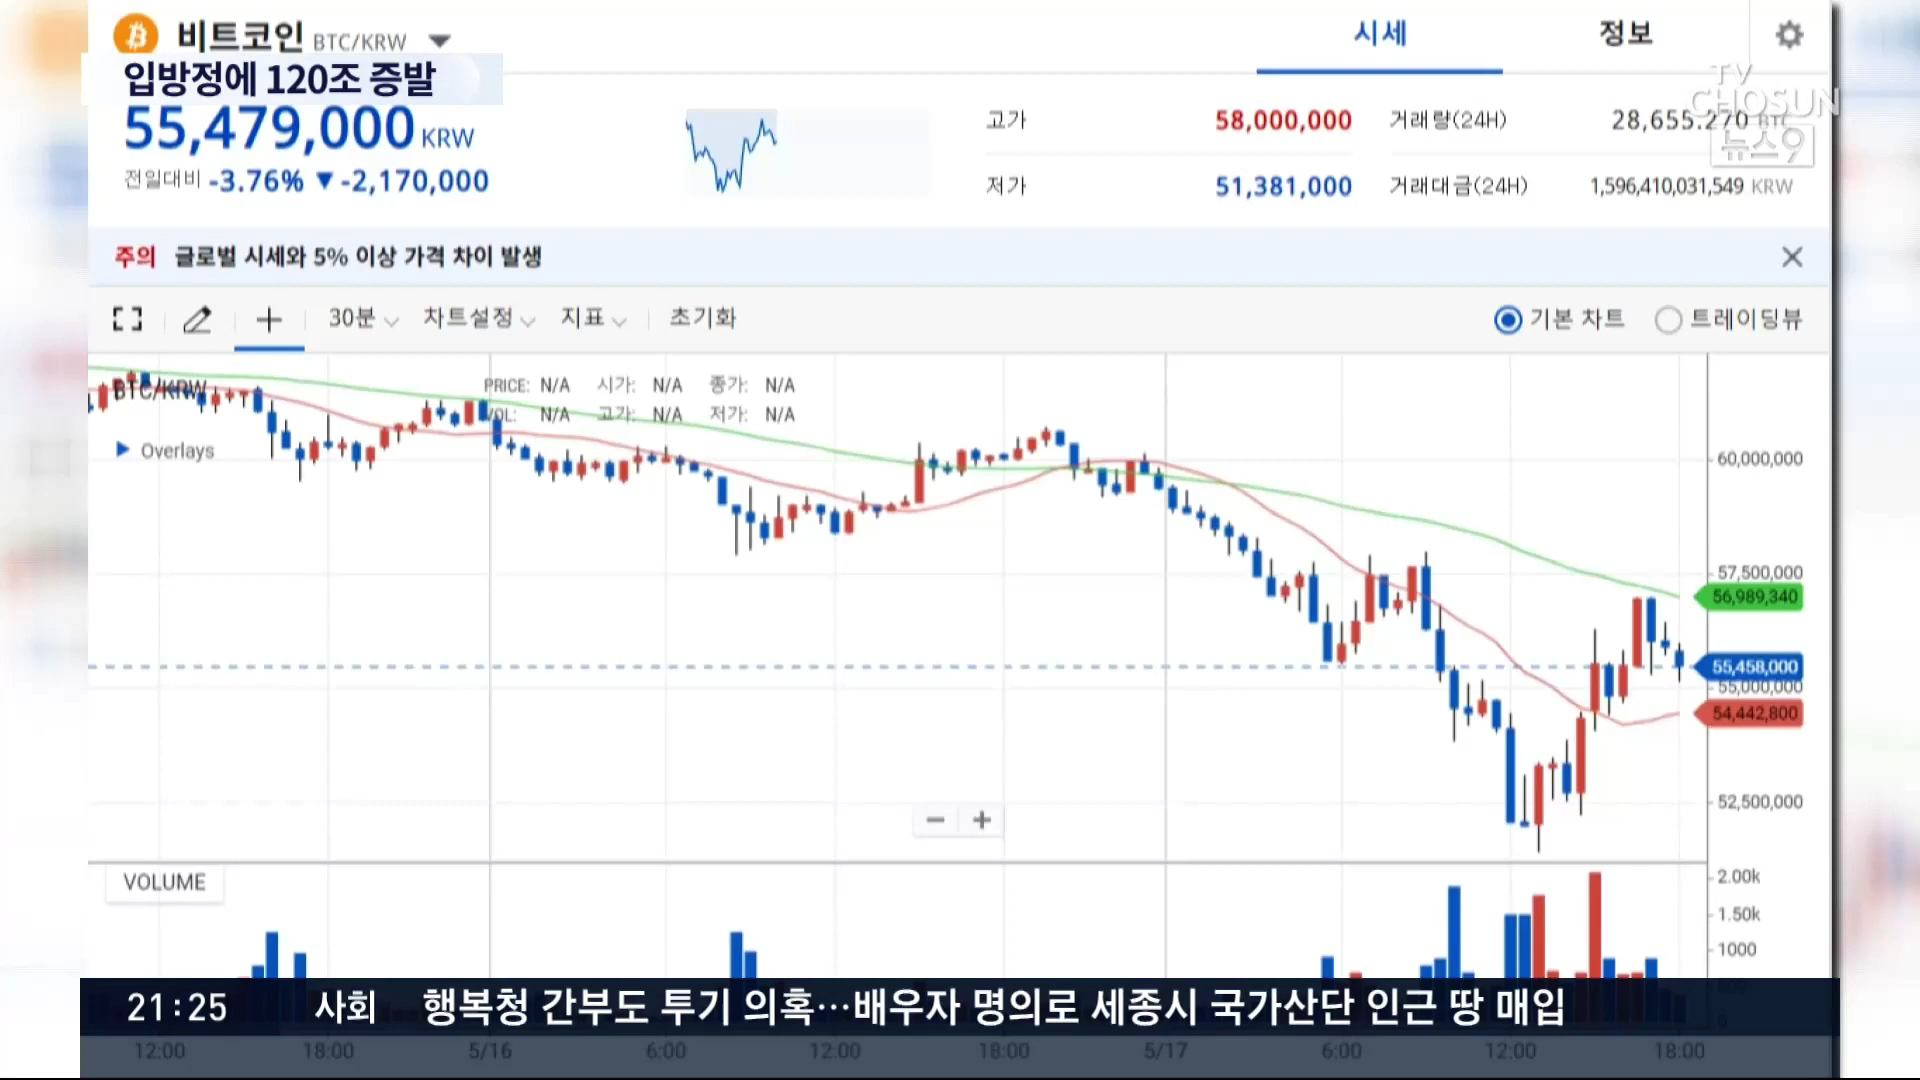 비트코인 BTC/KRW
시세
정보
입방정에 120조 증발
55,479,000 KRW
전일대비 -3.76% ▼ -2,170,000
고가 58,000,000
거래량(24H) 28,655.270 BTC
저가 51,381,000
거래대금(24H) 1,596,410,031,549 KRW
TV
CHOSUN
뉴스9
주의 글로벌 시세와 5% 이상 가격 차이 발생
30분 차트설정 지표 초기화
기본 차트 트레이딩뷰
BTC/KRW
PRICE: N/A 시가: N/A 종가: N/A
VOL: N/A 고가: N/A 저가: N/A
Overlays
60,000,000
57,500,000
56,989,340
55,458,000
55,000,000
54,442,800
52,500,000
VOLUME
2.00k
1.50k
1000
21:25 사회 행복청 간부도 투기 의혹…배우자 명의로 세종시 국가산단 인근 땅 매입
12:00 18:00 5/16 6:00 12:00 18:00 5/17 6:00 12:00 18:00